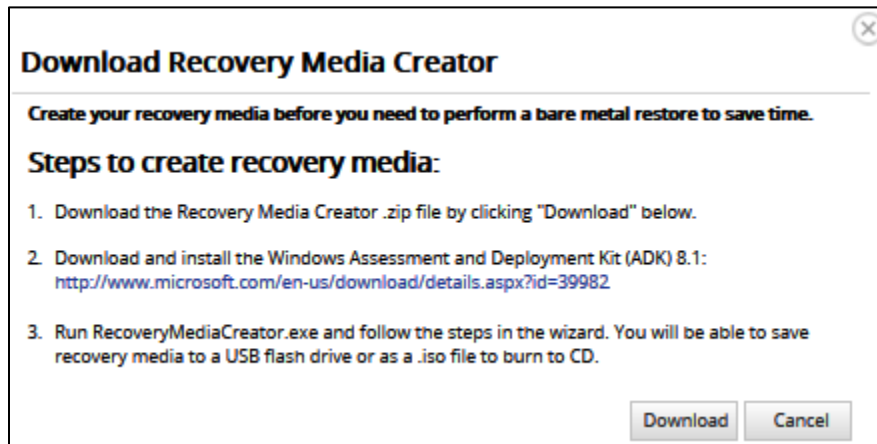 Download Recovery Media Creator
Create your recovery media before you need to perform a bare metal restore to save time.
Steps to create recovery media:
1. Download the Recovery Media Creator .zip file by clicking "Download" below.
2. Download and install the Windows Assessment and Deployment Kit (ADK) 8.1:
http://www.microsoft.com/en-us/download/details.aspx?id=39982
3. Run RecoveryMediaCreator.exe and follow the steps in the wizard. You will be able to save
recovery media to a USB flash drive or as a .iso file to burn to CD.
Download Cancel